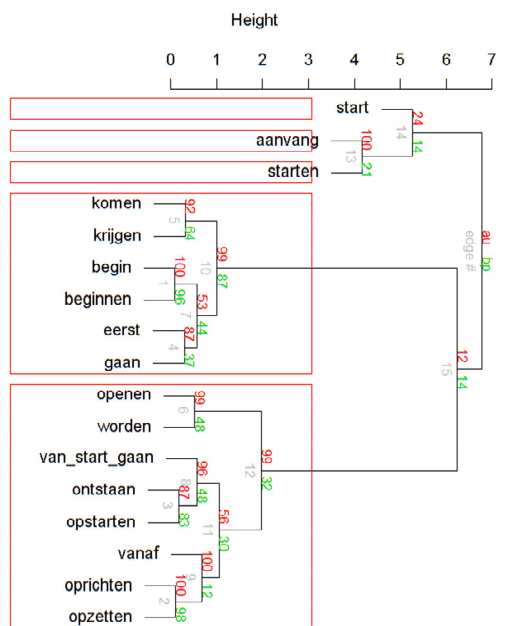 Height
0 1 2 3 4 5 6 7
start
24
14
14
aanvang
100
13
21
starten
komen
92
5
64
krijgen
99
10
87
begin
100
1
96
beginnen
53
7
44
eerst
87
4
37
gaan
au
bp
edge #
12
15
14
openen
99
6
48
worden
99
12
32
van_start_gaan
96
8
48
ontstaan
87
3
83
opstarten
56
11
30
vanaf
100
9
12
oprichten
100
2
98
opzetten